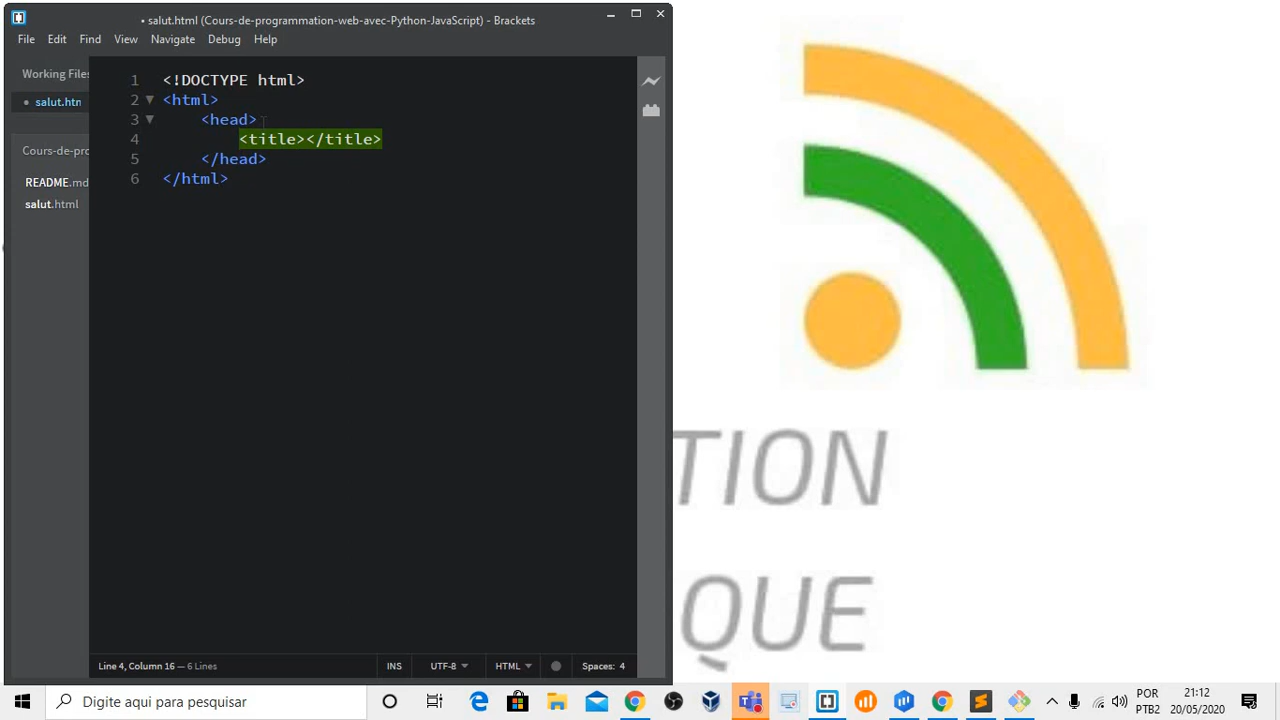 • salut.html (Cours-de-programmation-web-avec-Python-JavaScript) - Brackets
File Edit Find View Navigate Debug Help
Working Files
• salut.htn
Cours-de-pro
README.md
salut.html
1 <!DOCTYPE html>
2 <html>
3 <head>
4 <title></title>
5 </head>
6 </html>
TION
QUE
Line 4, Column 16 — 6 Lines
INS
UTF-8
HTML
Spaces: 4
Digite aqui para pesquisar
POR
PTB2
21:12
20/05/2020